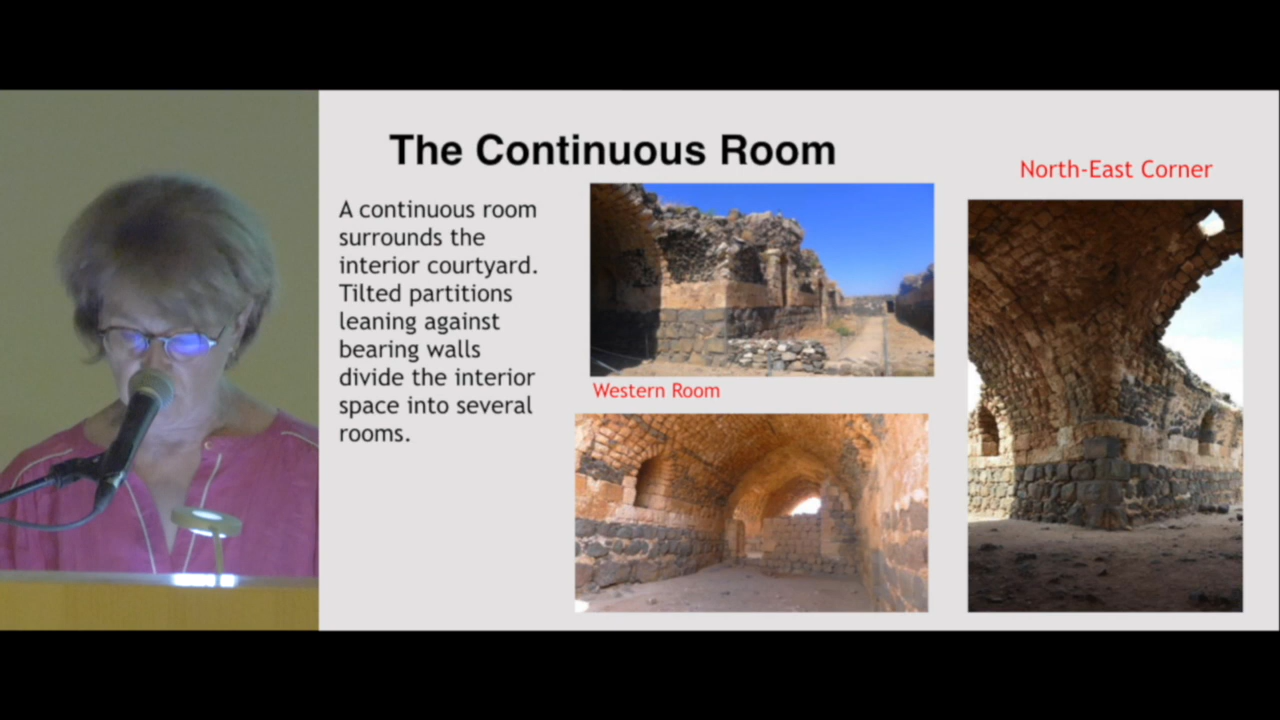 The Continuous Room
A continuous room
surrounds the
interior courtyard.
Tilted partitions
leaning against
bearing walls
divide the interior
space into several
rooms.
Western Room
North-East Corner